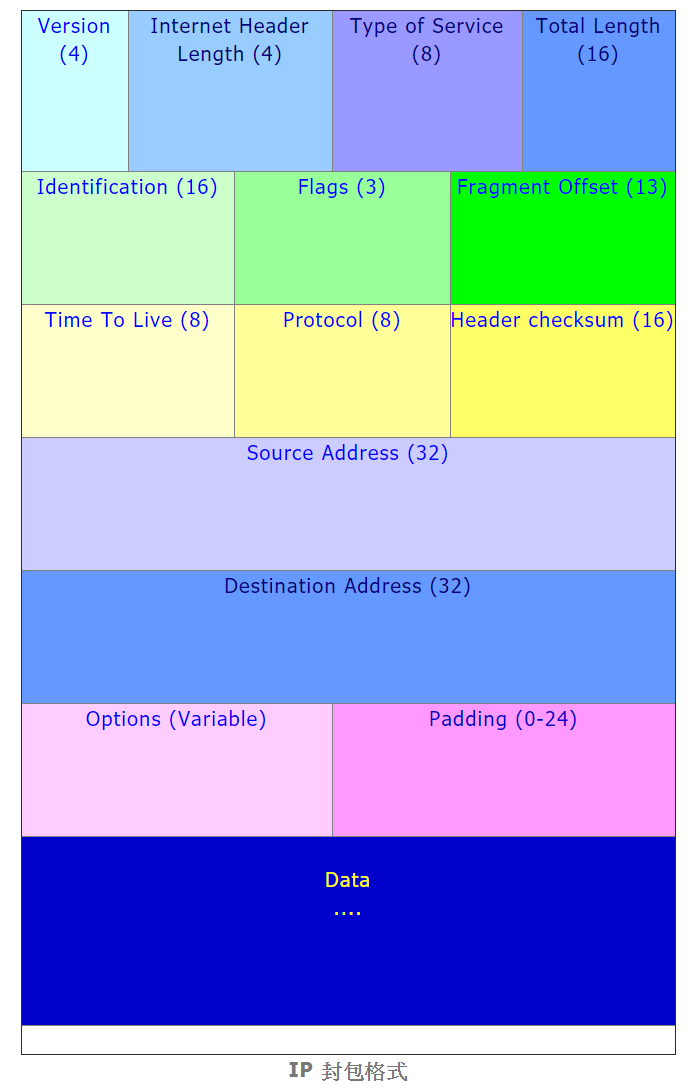 Version
(4)
Internet Header
Length (4)
Type of Service
(8)
Total Length
(16)
Identification (16)
Flags (3)
Fragment Offset (13)
Time To Live (8)
Protocol (8)
Header checksum (16)
Source Address (32)
Destination Address (32)
Options (Variable)
Padding (0-24)
Data
....
IP 封包格式